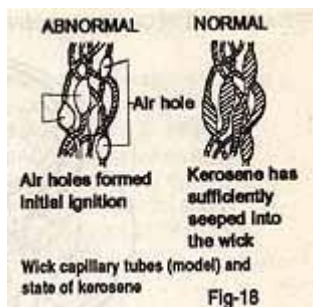 ABNORMAL
NORMAL
Air hole
Air holes formed
initial ignition
Kerosene has
sufficiently
seeped into
the wick
Wick capillary tubes (model) and
state of kerosene
Fig-18